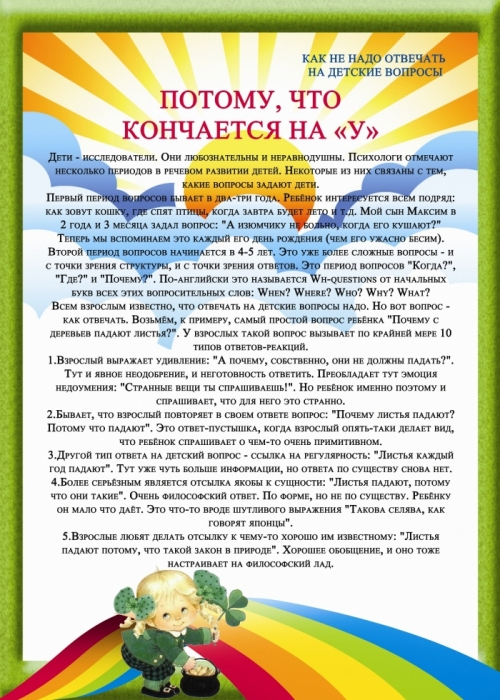 КАК НЕ НАДО ОТВЕЧАТЬ
НА ДЕТСКИЕ ВОПРОСЫ
ПОТОМУ, ЧТО
КОНЧАЕТСЯ НА «У»
Дети - исследователи. Они любознательны и неравнодушны. Психологи отмечают
несколько периодов в речевом развитии детей. Некоторые из них связаны с тем,
какие вопросы задают дети.
Первый период вопросов бывает в два-три года. Ребёнок интересуется всем подряд:
как зовут кошку, где спят птицы, когда завтра будет лето и т.д. Мой сын Максим в
2 года и 3 месяца задал вопрос: "А изюмчику не больно, когда его кушают?"
Теперь мы вспоминаем это каждый его день рождения (чем его ужасно бесим).
Второй период вопросов начинается в 4-5 лет. Это уже более сложные вопросы - и
с точки зрения структуры, и с точки зрения ответов. Это период вопросов "Когда?",
"Где?" и "Почему?". По-английски это называется Wh-questions от начальных
букв всех этих вопросительных слов: When? Where? Who? Why? What?
Всем взрослым известно, что отвечать на детские вопросы надо. Но вот вопрос -
как отвечать. Возьмём, к примеру, самый простой вопрос ребёнка "Почему с
деревьев падают листья?". У взрослых такой вопрос вызывает по крайней мере 10
типов ответов-реакций.
1.Взрослый выражает удивление: "А почему, собственно, они не должны падать?".
Тут и явное неодобрение, и неготовность ответить. Преобладает тут эмоция
недоумения: "Странные вещи ты спрашиваешь!". Но ребёнок именно поэтому и
спрашивает, что для него это странно.
2.Бывает, что взрослый повторяет в своем ответе вопрос: "Почему листья падают?
Потому что падают". Это ответ-пустышка, когда взрослый опять-таки делает вид,
что ребёнок спрашивает о чем-то очень примитивном.
3.Другой тип ответа на детский вопрос - ссылка на регулярность: "Листья каждый
год падают". Тут уже чуть больше информации, но ответа по существу снова нет.
4.Более серьёзным является отсылка якобы к сущности: "Листья падают, потому
что они такие". Очень философский ответ. По форме, но не по существу. Ребёнку
он мало что даёт. Это что-то вроде шутливого выражения "Такова селява, как
говорят японцы".
5.Взрослые любят делать отсылку к чему-то хорошо им известному: "Листья
падают потому, что такой закон в природе". Хорошее обобщение, и оно тоже
настраивает на философский лад.